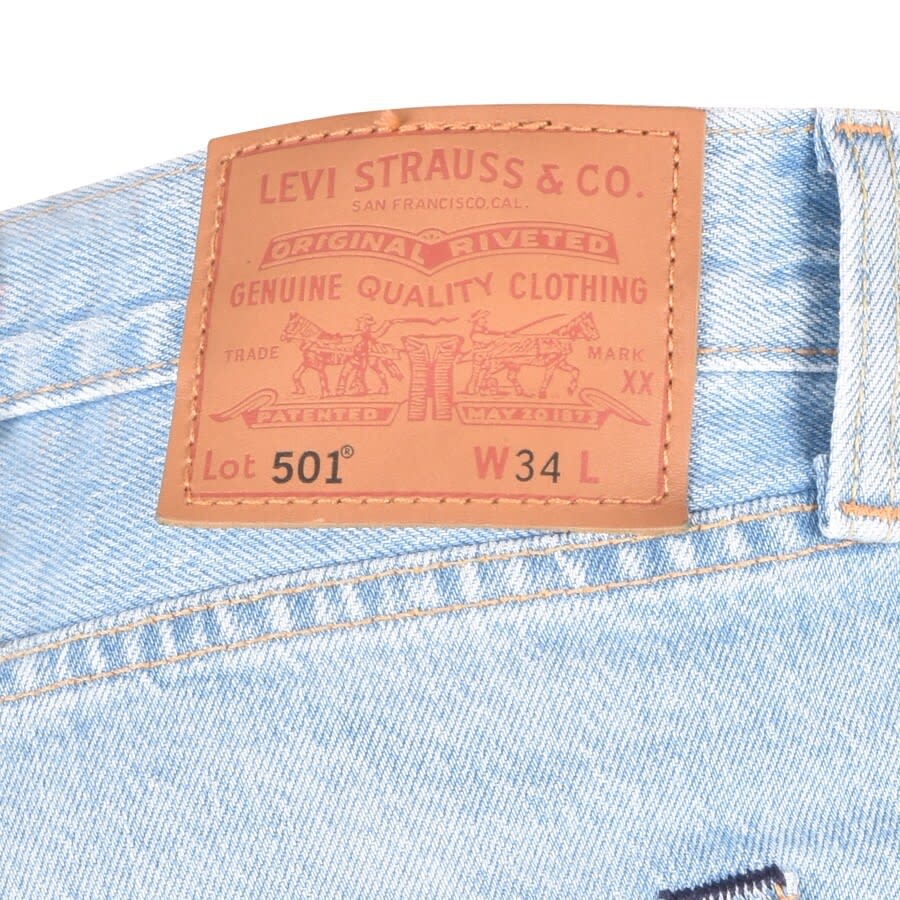 LEVI STRAUSS & CO.
SAN FRANCISCO, CAL.
ORIGINAL RIVETED
GENUINE QUALITY CLOTHING
TRADE MARK
XX
PATENTED MAY 20 1873
Lot 501® W34 L